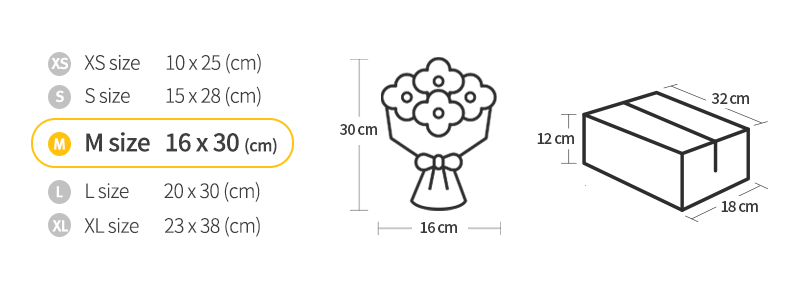 XS XS size 10 x 25 (cm)
S S size 15 x 28 (cm)
M M size 16 x 30 (cm)
L L size 20 x 30 (cm)
XL XL size 23 x 38 (cm)
30 cm
16 cm
32 cm
12 cm
18 cm